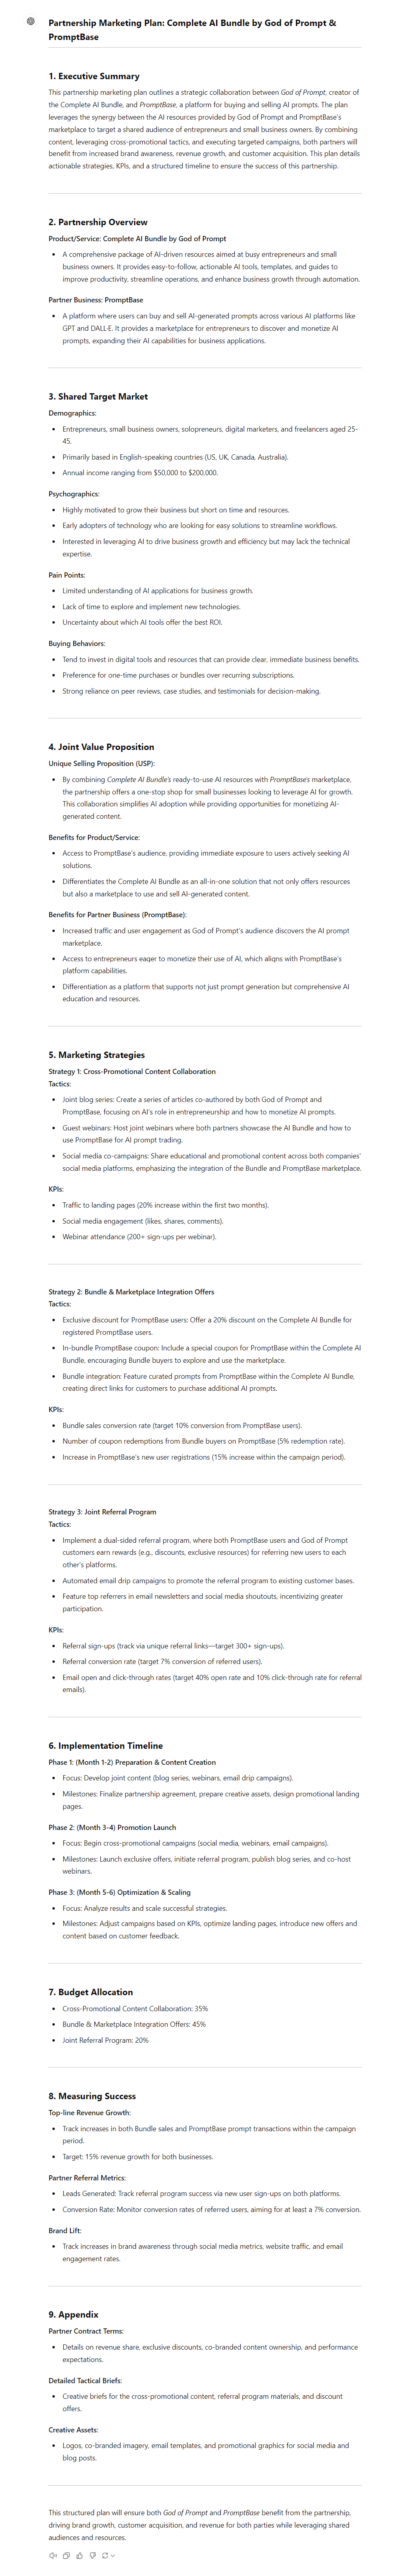 Partnership Marketing Plan: Complete AI Bundle by God of Prompt &
PromptBase
1. Executive Summary
This partnership marketing plan outlines a strategic collaboration between God of Prompt, creator of
the Complete AI Bundle, and PromptBase, a platform for buying and selling AI prompts. The plan
leverages the synergy between the AI resources provided by God of Prompt and PromptBase's
marketplace to target a shared audience of entrepreneurs and small business owners. By combining
content, leveraging cross-promotional tactics, and executing targeted campaigns, both partners will
benefit from increased brand awareness, revenue growth, and customer acquisition. This plan details
actionable strategies, KPIs, and a structured timeline to ensure the success of this partnership.
2. Partnership Overview
Product/Service: Complete AI Bundle by God of Prompt
• A comprehensive package of AI-driven resources aimed at busy entrepreneurs and small
business owners. It provides easy-to-follow, actionable AI tools, templates, and guides to
improve productivity, streamline operations, and enhance business growth through automation.
Partner Business: PromptBase
• A platform where users can buy and sell AI-generated prompts across various AI platforms like
GPT and DALL·E. It provides a marketplace for entrepreneurs to discover and monetize AI
prompts, expanding their AI capabilities for business applications.
3. Shared Target Market
Demographics:
• Entrepreneurs, small business owners, solopreneurs, digital marketers, and freelancers aged 25-
45.
• Primarily based in English-speaking countries (US, UK, Canada, Australia).
• Annual income ranging from $50,000 to $200,000.
Psychographics:
• Highly motivated to grow their business but short on time and resources.
• Early adopters of technology who are looking for easy solutions to streamline workflows.
• Interested in leveraging AI to drive business growth and efficiency but may lack the technical
expertise.
Pain Points:
• Limited understanding of AI applications for business growth.
• Lack of time to explore and implement new technologies.
• Uncertainty about which AI tools offer the best ROI.
Buying Behaviors:
• Tend to invest in digital tools and resources that can provide clear, immediate business benefits.
• Preference for one-time purchases or bundles over recurring subscriptions.
• Strong reliance on peer reviews, case studies, and testimonials for decision-making.
4. Joint Value Proposition
Unique Selling Proposition (USP):
• By combining Complete AI Bundle's ready-to-use AI resources with PromptBase's marketplace,
the partnership offers a one-stop shop for small businesses looking to leverage AI for growth.
This collaboration simplifies AI adoption while providing opportunities for monetizing AI-
generated content.
Benefits for Product/Service:
• Access to PromptBase's audience, providing immediate exposure to users actively seeking AI
solutions.
• Differentiates the Complete AI Bundle as an all-in-one solution that not only offers resources
but also a marketplace to use and sell AI-generated content.
Benefits for Partner Business (PromptBase):
• Increased traffic and user engagement as God of Prompt's audience discovers the AI prompt
marketplace.
• Access to entrepreneurs eager to monetize their use of AI, which aligns with PromptBase's
platform capabilities.
• Differentiation as a platform that supports not just prompt generation but comprehensive AI
education and resources.
5. Marketing Strategies
Strategy 1: Cross-Promotional Content Collaboration
Tactics:
• Joint blog series: Create a series of articles co-authored by both God of Prompt and
PromptBase, focusing on AI's role in entrepreneurship and how to monetize AI prompts.
• Guest webinars: Host joint webinars where both partners showcase the AI Bundle and how to
use PromptBase for AI prompt trading.
• Social media co-campaigns: Share educational and promotional content across both companies'
social media platforms, emphasizing the integration of the Bundle and PromptBase marketplace.
KPIs:
• Traffic to landing pages (20% increase within the first two months).
• Social media engagement (likes, shares, comments).
• Webinar attendance (200+ sign-ups per webinar).
Strategy 2: Bundle & Marketplace Integration Offers
Tactics:
• Exclusive discount for PromptBase users: Offer a 20% discount on the Complete AI Bundle for
registered PromptBase users.
• In-bundle PromptBase coupon: Include a special coupon for PromptBase within the Complete AI
Bundle, encouraging Bundle buyers to explore and use the marketplace.
• Bundle integration: Feature curated prompts from PromptBase within the Complete AI Bundle,
creating direct links for customers to purchase additional AI prompts.
KPIs:
• Bundle sales conversion rate (target 10% conversion from PromptBase users).
• Number of coupon redemptions from Bundle buyers on PromptBase (5% redemption rate).
• Increase in PromptBase's new user registrations (15% increase within the campaign period).
Strategy 3: Joint Referral Program
Tactics:
• Implement a dual-sided referral program, where both PromptBase users and God of Prompt
customers earn rewards (e.g., discounts, exclusive resources) for referring new users to each
other's platforms.
• Automated email drip campaigns to promote the referral program to existing customer bases.
• Feature top referrers in email newsletters and social media shoutouts, incentivizing greater
participation.
KPIs:
• Referral sign-ups (track via unique referral links—target 300+ sign-ups).
• Referral conversion rate (target 7% conversion of referred users).
• Email open and click-through rates (target 40% open rate and 10% click-through rate for referral
emails).
6. Implementation Timeline
Phase 1: (Month 1-2) Preparation & Content Creation
• Focus: Develop joint content (blog series, webinars, email drip campaigns).
• Milestones: Finalize partnership agreement, prepare creative assets, design promotional landing
pages.
Phase 2: (Month 3-4) Promotion Launch
• Focus: Begin cross-promotional campaigns (social media, webinars, email campaigns).
• Milestones: Launch exclusive offers, initiate referral program, publish blog series, and co-host
webinars.
Phase 3: (Month 5-6) Optimization & Scaling
• Focus: Analyze results and scale successful strategies.
• Milestones: Adjust campaigns based on KPIs, optimize landing pages, introduce new offers and
content based on customer feedback.
7. Budget Allocation
• Cross-Promotional Content Collaboration: 35%
• Bundle & Marketplace Integration Offers: 45%
• Joint Referral Program: 20%
8. Measuring Success
Top-line Revenue Growth:
• Track increases in both Bundle sales and PromptBase prompt transactions within the campaign
period.
• Target: 15% revenue growth for both businesses.
Partner Referral Metrics:
• Leads Generated: Track referral program success via new user sign-ups on both platforms.
• Conversion Rate: Monitor conversion rates of referred users, aiming for at least a 7% conversion.
Brand Lift:
• Track increases in brand awareness through social media metrics, website traffic, and email
engagement rates.
9. Appendix
Partner Contract Terms:
• Details on revenue share, exclusive discounts, co-branded content ownership, and performance
expectations.
Detailed Tactical Briefs:
• Creative briefs for the cross-promotional content, referral program materials, and discount
offers.
Creative Assets:
• Logos, co-branded imagery, email templates, and promotional graphics for social media and
blog posts.
This structured plan will ensure both God of Prompt and PromptBase benefit from the partnership,
driving brand growth, customer acquisition, and revenue for both parties while leveraging shared
audiences and resources.